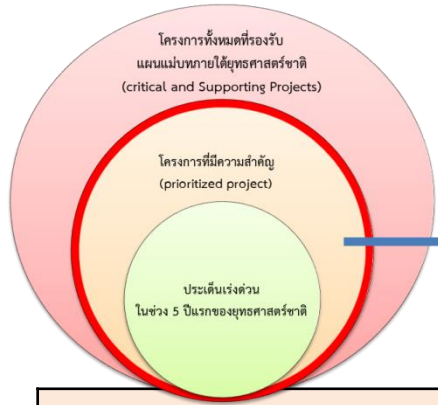 โครงการทั้งหมดที่รองรับ
แผนแม่บทภายใต้ยุทธศาสตร์ชาติ
(critical and Supporting Projects)
โครงการที่มีความสำคัญ
(prioritized project)
ประเด็นเร่งด่วน
ในช่วง 5 ปีแรกของยุทธศาสตร์ชาติ